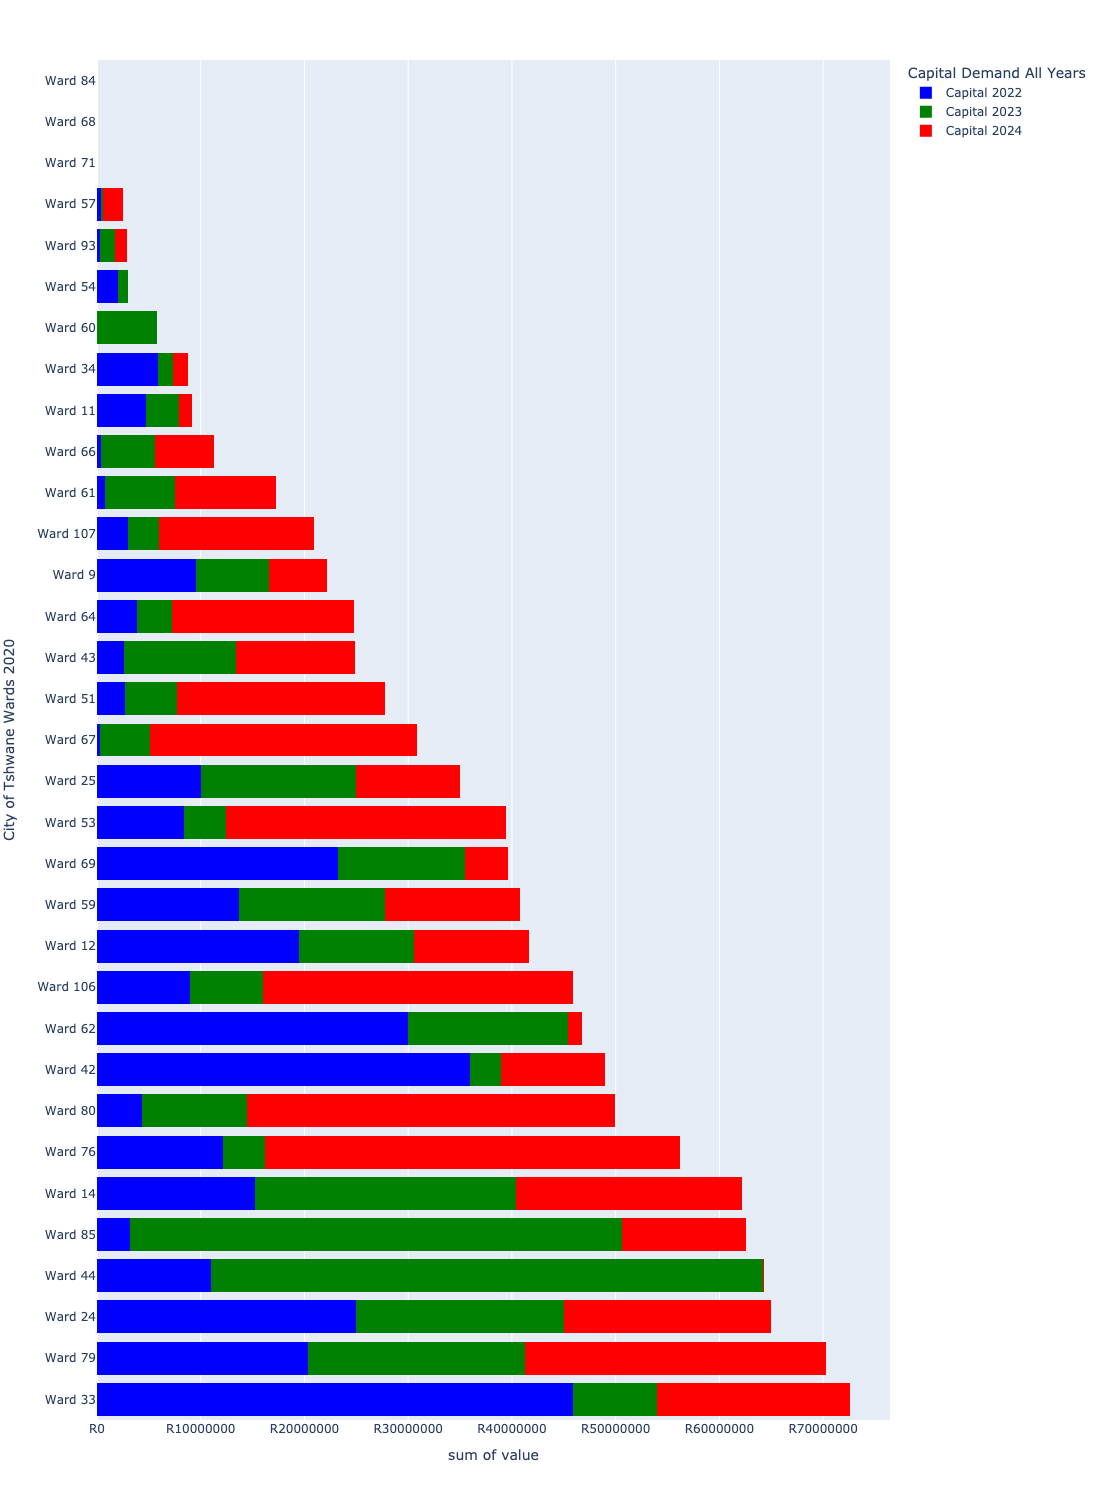 Capital Demand All Years
Capital 2022
Capital 2023
Capital 2024
City of Tshwane Wards 2020
Ward 84
Ward 68
Ward 71
Ward 57
Ward 93
Ward 54
Ward 60
Ward 34
Ward 11
Ward 66
Ward 61
Ward 107
Ward 9
Ward 64
Ward 43
Ward 51
Ward 67
Ward 25
Ward 53
Ward 69
Ward 59
Ward 12
Ward 106
Ward 62
Ward 42
Ward 80
Ward 76
Ward 14
Ward 85
Ward 44
Ward 24
Ward 79
Ward 33
R0 R10000000 R20000000 R30000000 R40000000 R50000000 R60000000 R70000000
sum of value